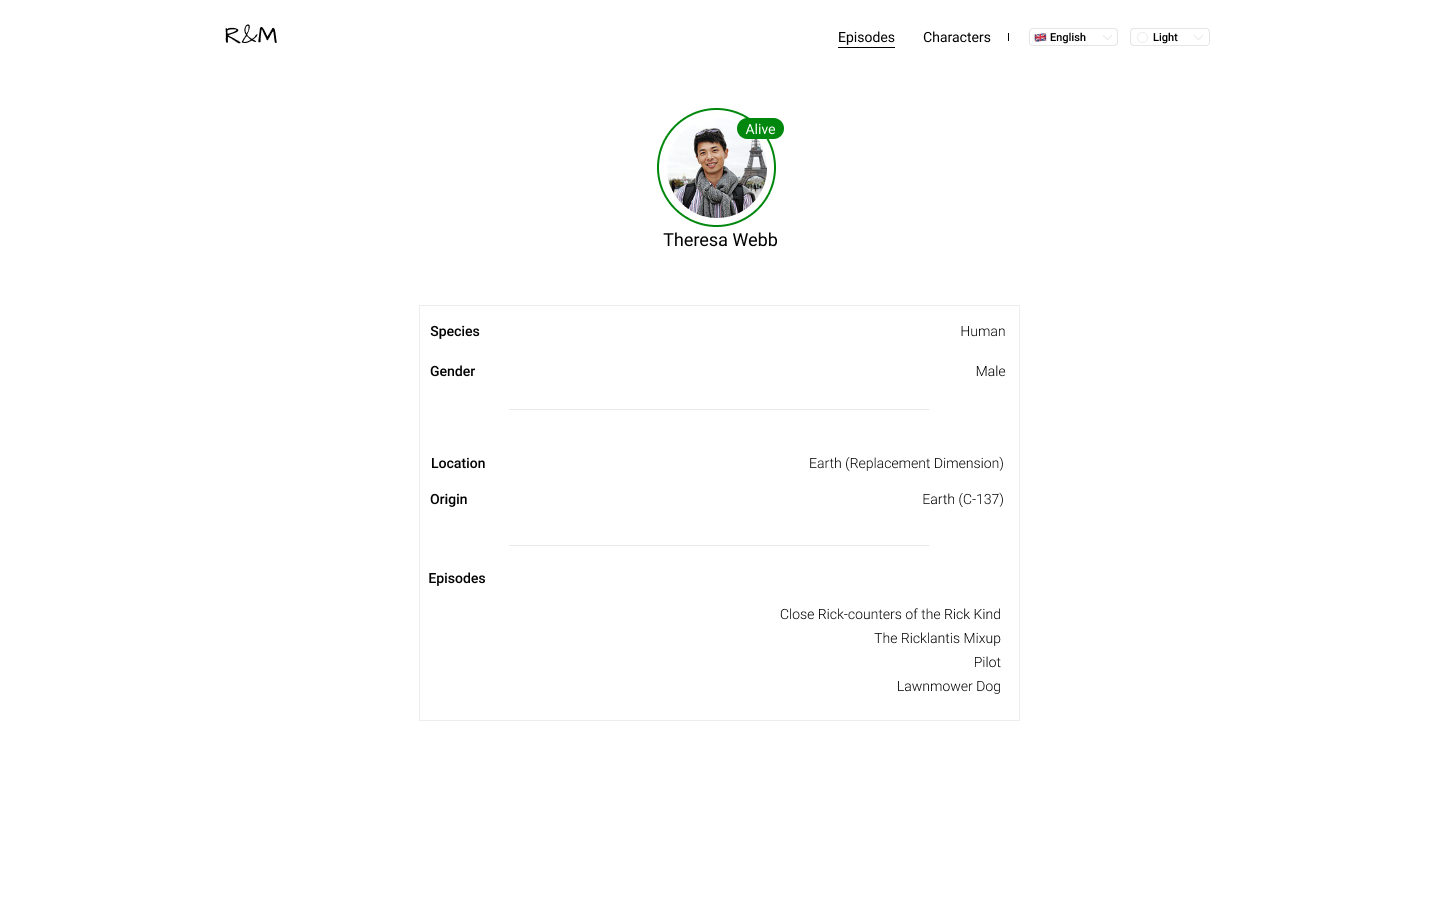 R&M
Episodes Characters English Light
Alive
Theresa Webb
Species Human
Gender Male
Location Earth (Replacement Dimension)
Origin Earth (C-137)
Episodes
Close Rick-counters of the Rick Kind
The Ricklantis Mixup
Pilot
Lawnmower Dog